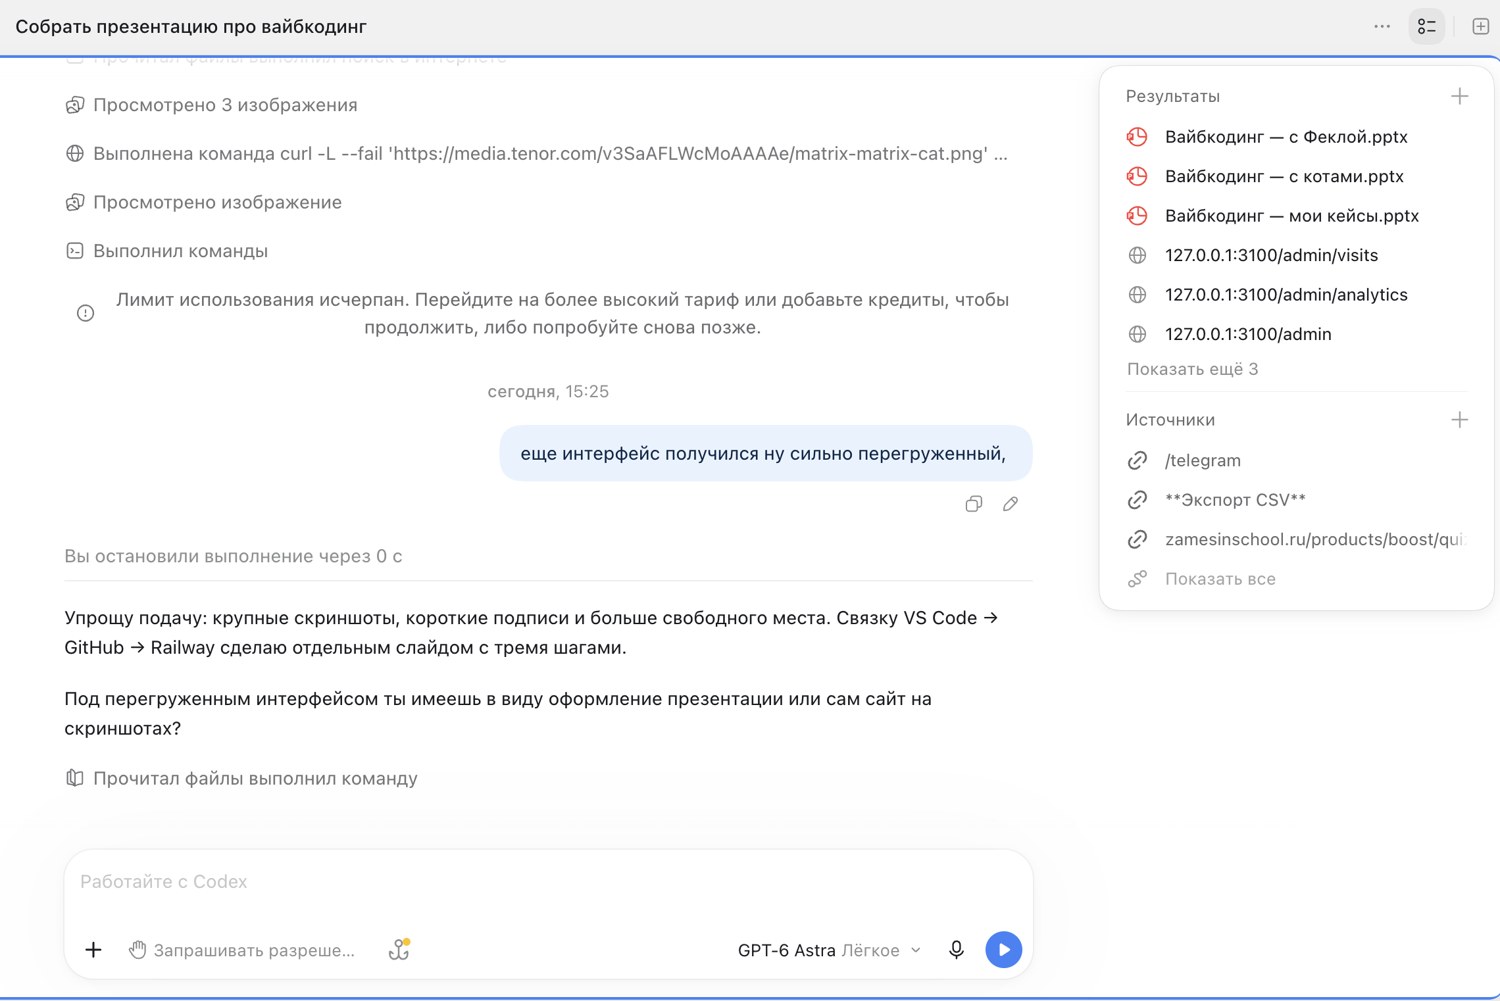 Собрать презентацию про вайбкодинг
Прочитал файлы выполнил поиск в интернете
Просмотрено 3 изображения
Выполнена команда curl -L --fail 'https://media.tenor.com/v3SaAFLWcMoAAAAe/matrix-matrix-cat.png' ...
Просмотрено изображение
Выполнил команды
Лимит использования исчерпан. Перейдите на более высокий тариф или добавьте кредиты, чтобы
продолжить, либо попробуйте снова позже.
сегодня, 15:25
еще интерфейс получился ну сильно перегруженный,
Вы остановили выполнение через 0 с
Упрощу подачу: крупные скриншоты, короткие подписи и больше свободного места. Связку VS Code →
GitHub → Railway сделаю отдельным слайдом с тремя шагами.
Под перегруженным интерфейсом ты имеешь в виду оформление презентации или сам сайт на
скриншотах?
Прочитал файлы выполнил команду
Работайте с Codex
Запрашивать разреше...
GPT-6 Astra Лёгкое
Результаты
Вайбкодинг — с Феклой.pptx
Вайбкодинг — с котами.pptx
Вайбкодинг — мои кейсы.pptx
127.0.0.1:3100/admin/visits
127.0.0.1:3100/admin/analytics
127.0.0.1:3100/admin
Показать ещё 3
Источники
/telegram
**Экспорт CSV**
zamesinschool.ru/products/boost/qui
Показать все